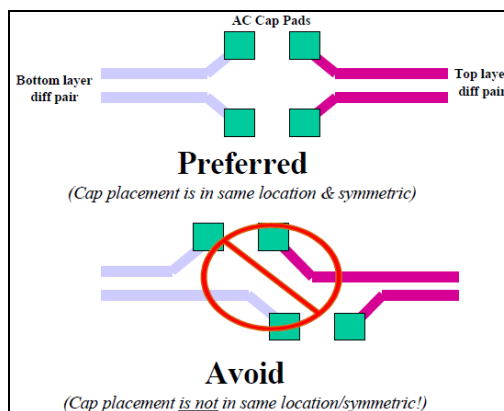 AC Cap Pads
Bottom layer
diff pair
Top laye
diff pair
Preferred
(Cap placement is in same location & symmetric)
Avoid
(Cap placement is not in same location/symmetric!)